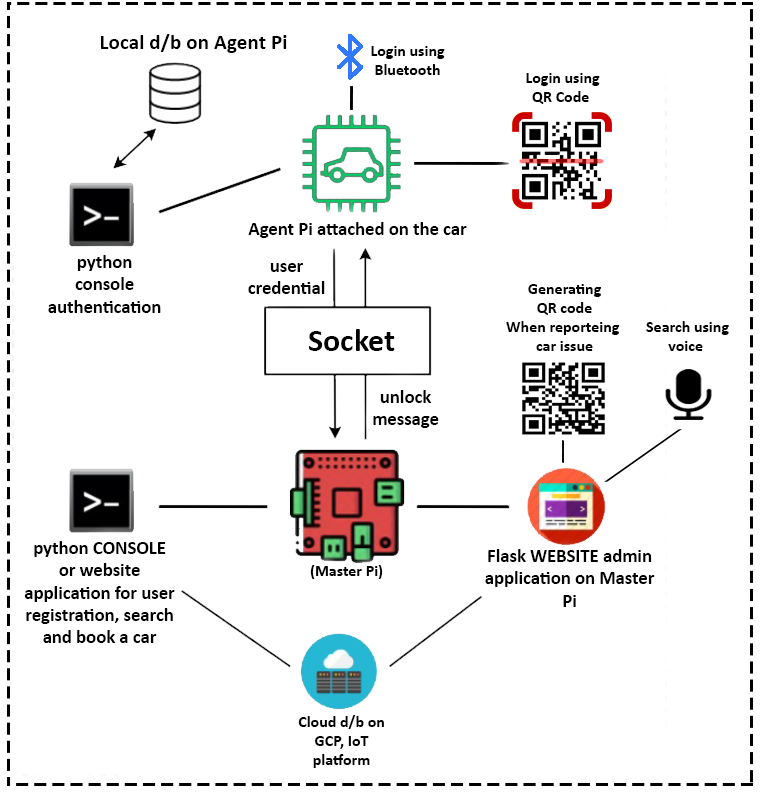 Local d/b on Agent Pi
Login using
Bluetooth
Login using
QR Code
>-
python
console
authentication
Agent Pi attached on the car
user
credential
Socket
unlock
message
Generating
QR code
When reporteing
car issue
Search using
voice
>-
python CONSOLE
or website
application for user
registration, search
and book a car
(Master Pi)
< >
Flask WEBSITE admin
application on Master
Pi
Cloud d/b on
GCP, IoT
platform